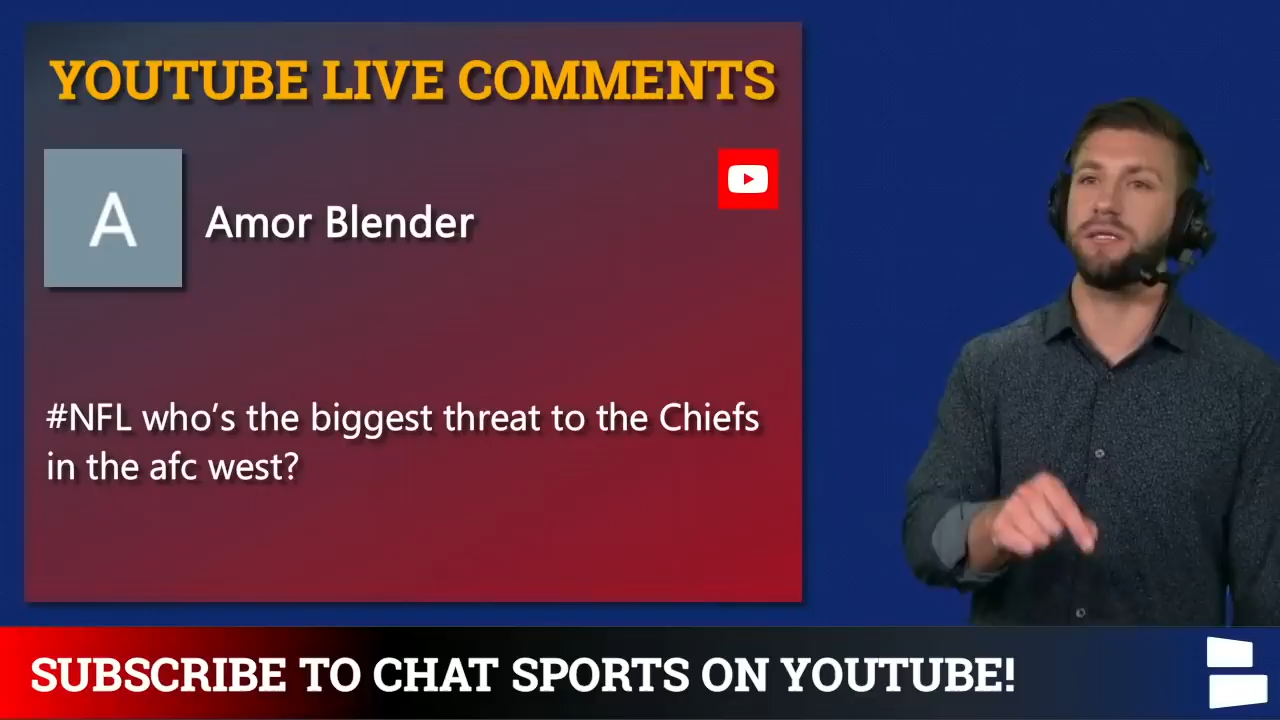 YOUTUBE LIVE COMMENTS
A
Amor Blender
#NFL who's the biggest threat to the Chiefs
in the afc west?
SUBSCRIBE TO CHAT SPORTS ON YOUTUBE!